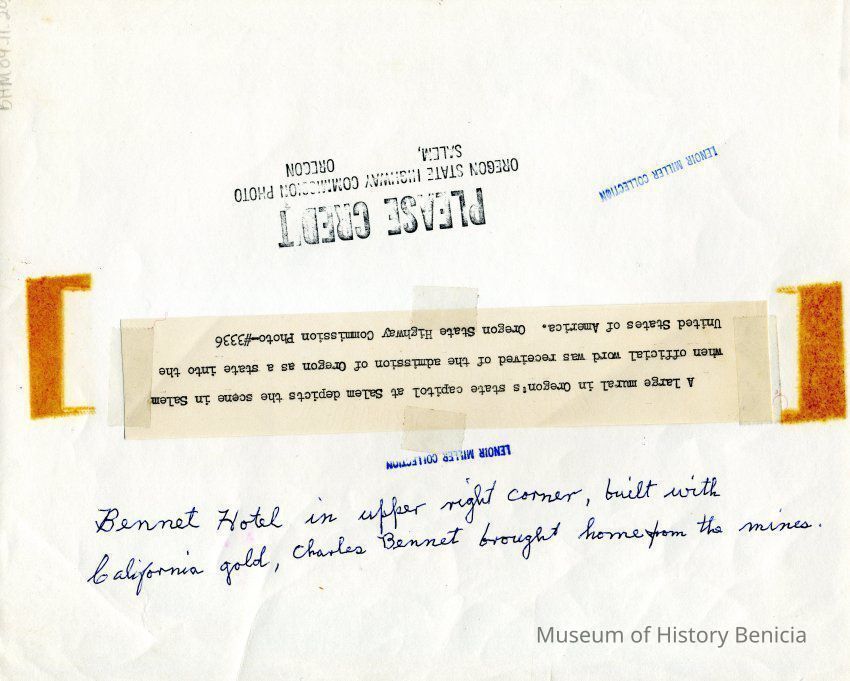 PLEASE CREDIT
OREGON STATE HIGHWAY COMMISSION PHOTO
SALEM, OREGON
LENOIR MILLER COLLECTION
A large mural in Oregon's state capitol at Salem depicts the scene in Salem
when official word was received of the admission of Oregon as a state into the
United States of America. Oregon State Highway Commission Photo-#3336
LENOIR MILLER COLLECTION
Bennet Hotel in upper right corner, built with
California gold, Charles Bennet brought home from the mines.
Museum of History Benicia